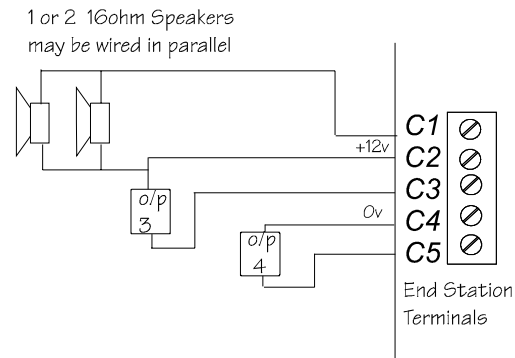 1 or 2 16ohm Speakers
may be wired in parallel
C1
+12v
C2
o/p
3
C3
0v
C4
o/p
4
C5
End Station
Terminals